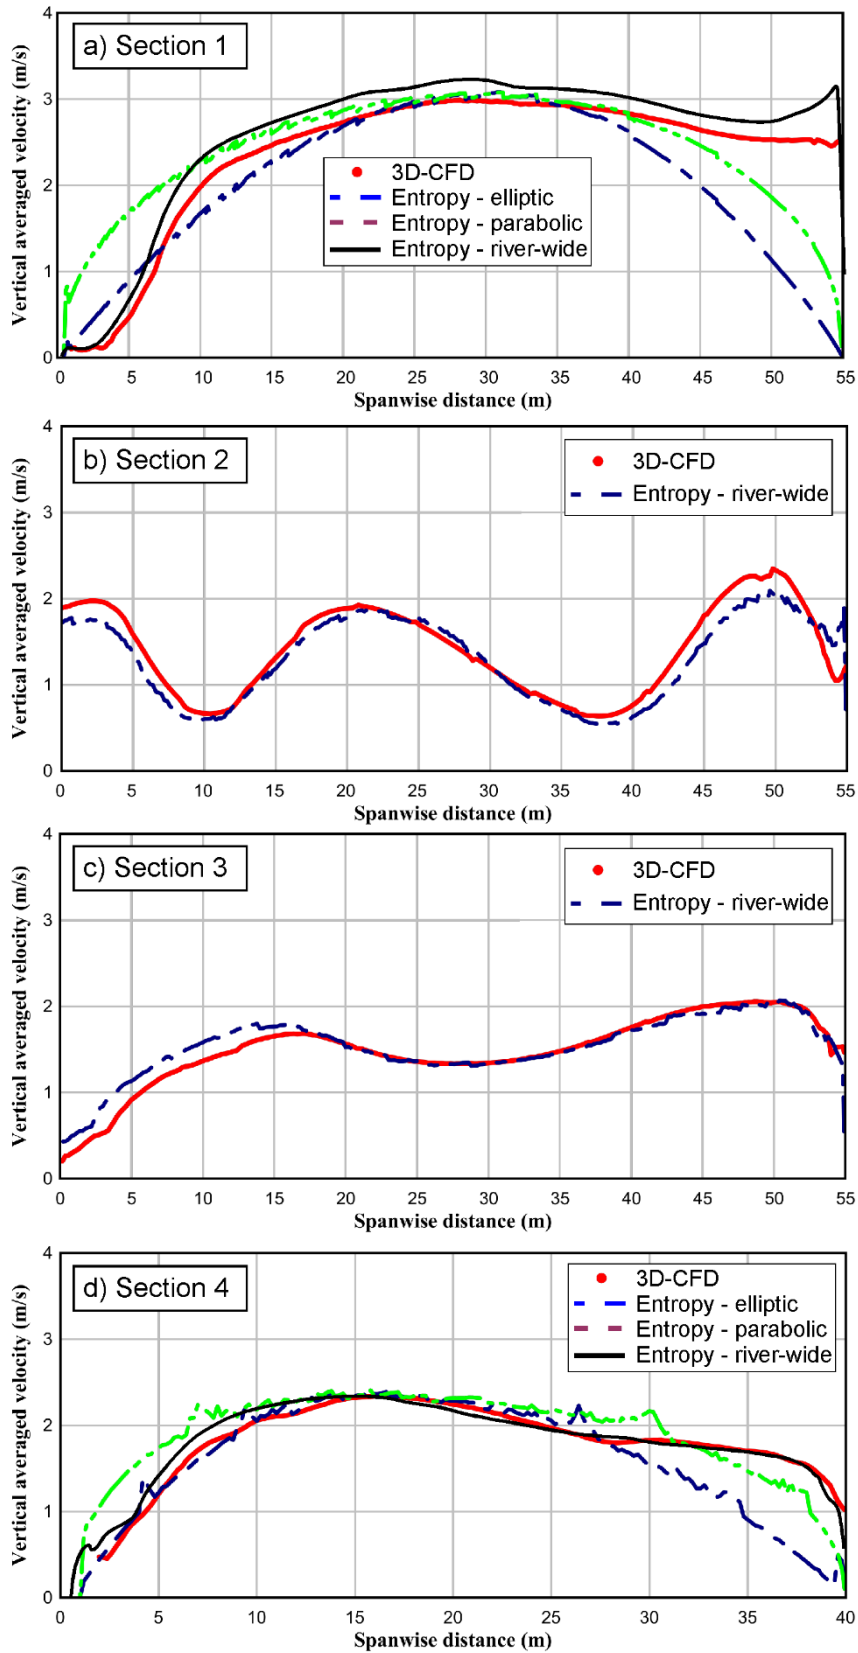 a) Section 1
Vertical averaged velocity (m/s)
4
3
2
1
0
3D-CFD
Entropy - elliptic
Entropy - parabolic
Entropy - river-wide
0 5 10 15 20 25 30 35 40 45 50 55
Spanwise distance (m)
b) Section 2
Vertical averaged velocity (m/s)
4
3
2
1
0
3D-CFD
Entropy - river-wide
0 5 10 15 20 25 30 35 40 45 50 55
Spanwise distance (m)
c) Section 3
Vertical averaged velocity (m/s)
4
3
2
1
0
3D-CFD
Entropy - river-wide
0 5 10 15 20 25 30 35 40 45 50 55
Spanwise distance (m)
d) Section 4
Vertical averaged velocity (m/s)
4
3
2
1
0
3D-CFD
Entropy - elliptic
Entropy - parabolic
Entropy - river-wide
0 5 10 15 20 25 30 35 40
Spanwise distance (m)